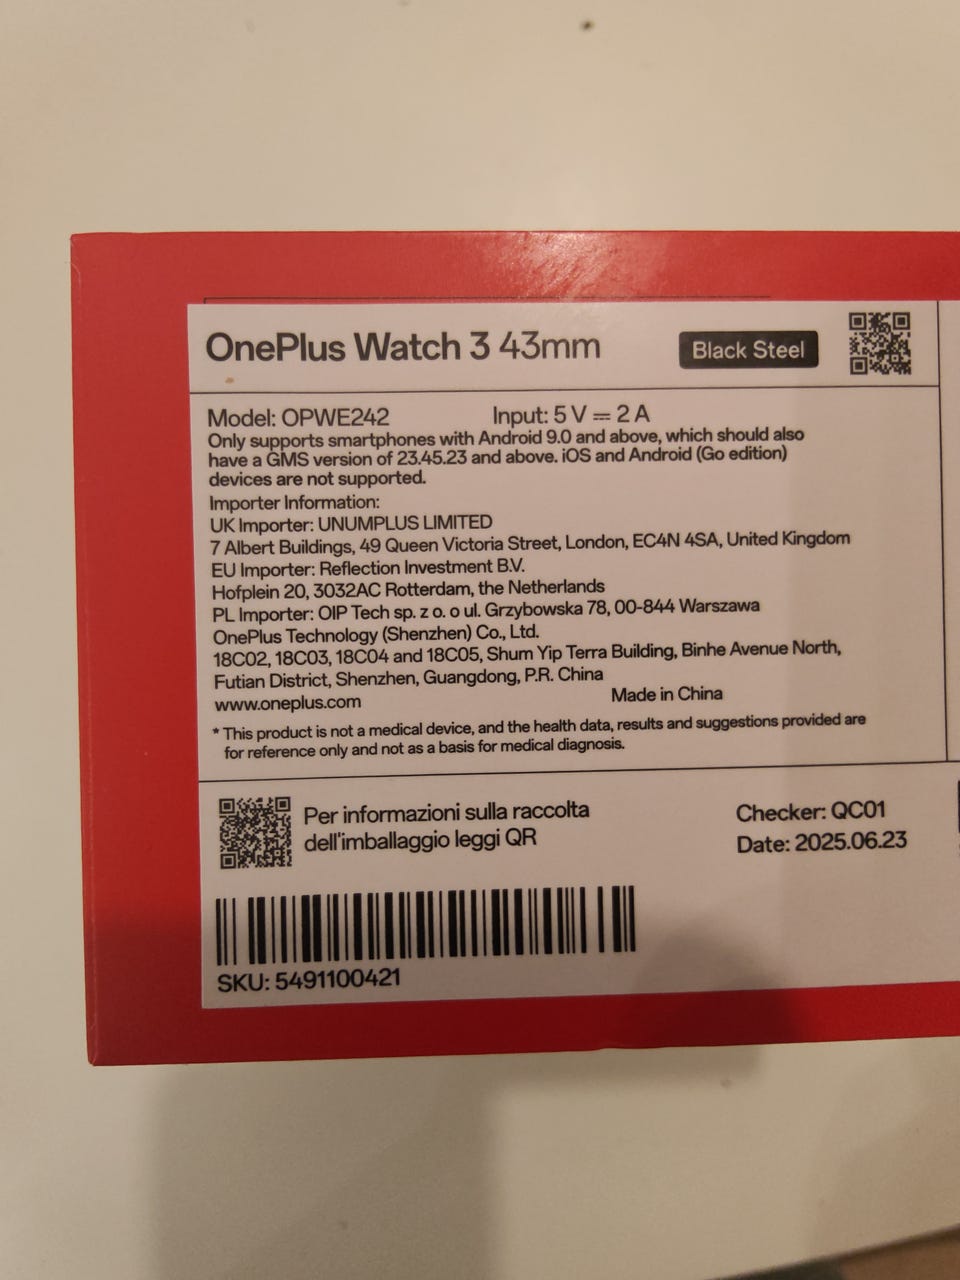 OnePlus Watch 3 43mm
Black Steel
Model: OPWE242
Input: 5 V ⎓ 2 A
Only supports smartphones with Android 9.0 and above, which should also
have a GMS version of 23.45.23 and above. iOS and Android (Go edition)
devices are not supported.
Importer Information:
UK Importer: UNUMPLUS LIMITED
7 Albert Buildings, 49 Queen Victoria Street, London, EC4N 4SA, United Kingdom
EU Importer: Reflection Investment B.V.
Hofplein 20, 3032AC Rotterdam, the Netherlands
PL Importer: OIP Tech sp. z o. o ul. Grzybowska 78, 00-844 Warszawa
OnePlus Technology (Shenzhen) Co., Ltd.
18C02, 18C03, 18C04 and 18C05, Shum Yip Terra Building, Binhe Avenue North,
Futian District, Shenzhen, Guangdong, P.R. China
www.oneplus.com
Made in China
* This product is not a medical device, and the health data, results and suggestions provided are
for reference only and not as a basis for medical diagnosis.
Per informazioni sulla raccolta
dell'imballaggio leggi QR
Checker: QC01
Date: 2025.06.23
SKU: 5491100421